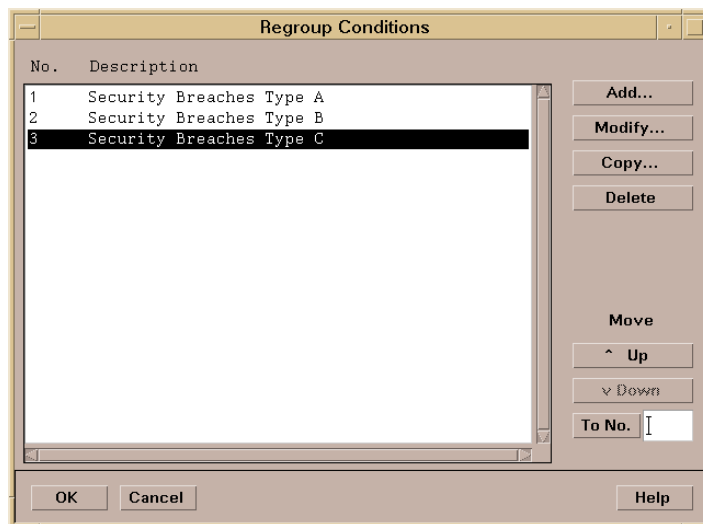 Regroup Conditions
No. Description
1 Security Breaches Type A
2 Security Breaches Type B
3 Security Breaches Type C
Add...
Modify...
Copy...
Delete
Move
^ Up
v Down
To No.
OK Cancel Help